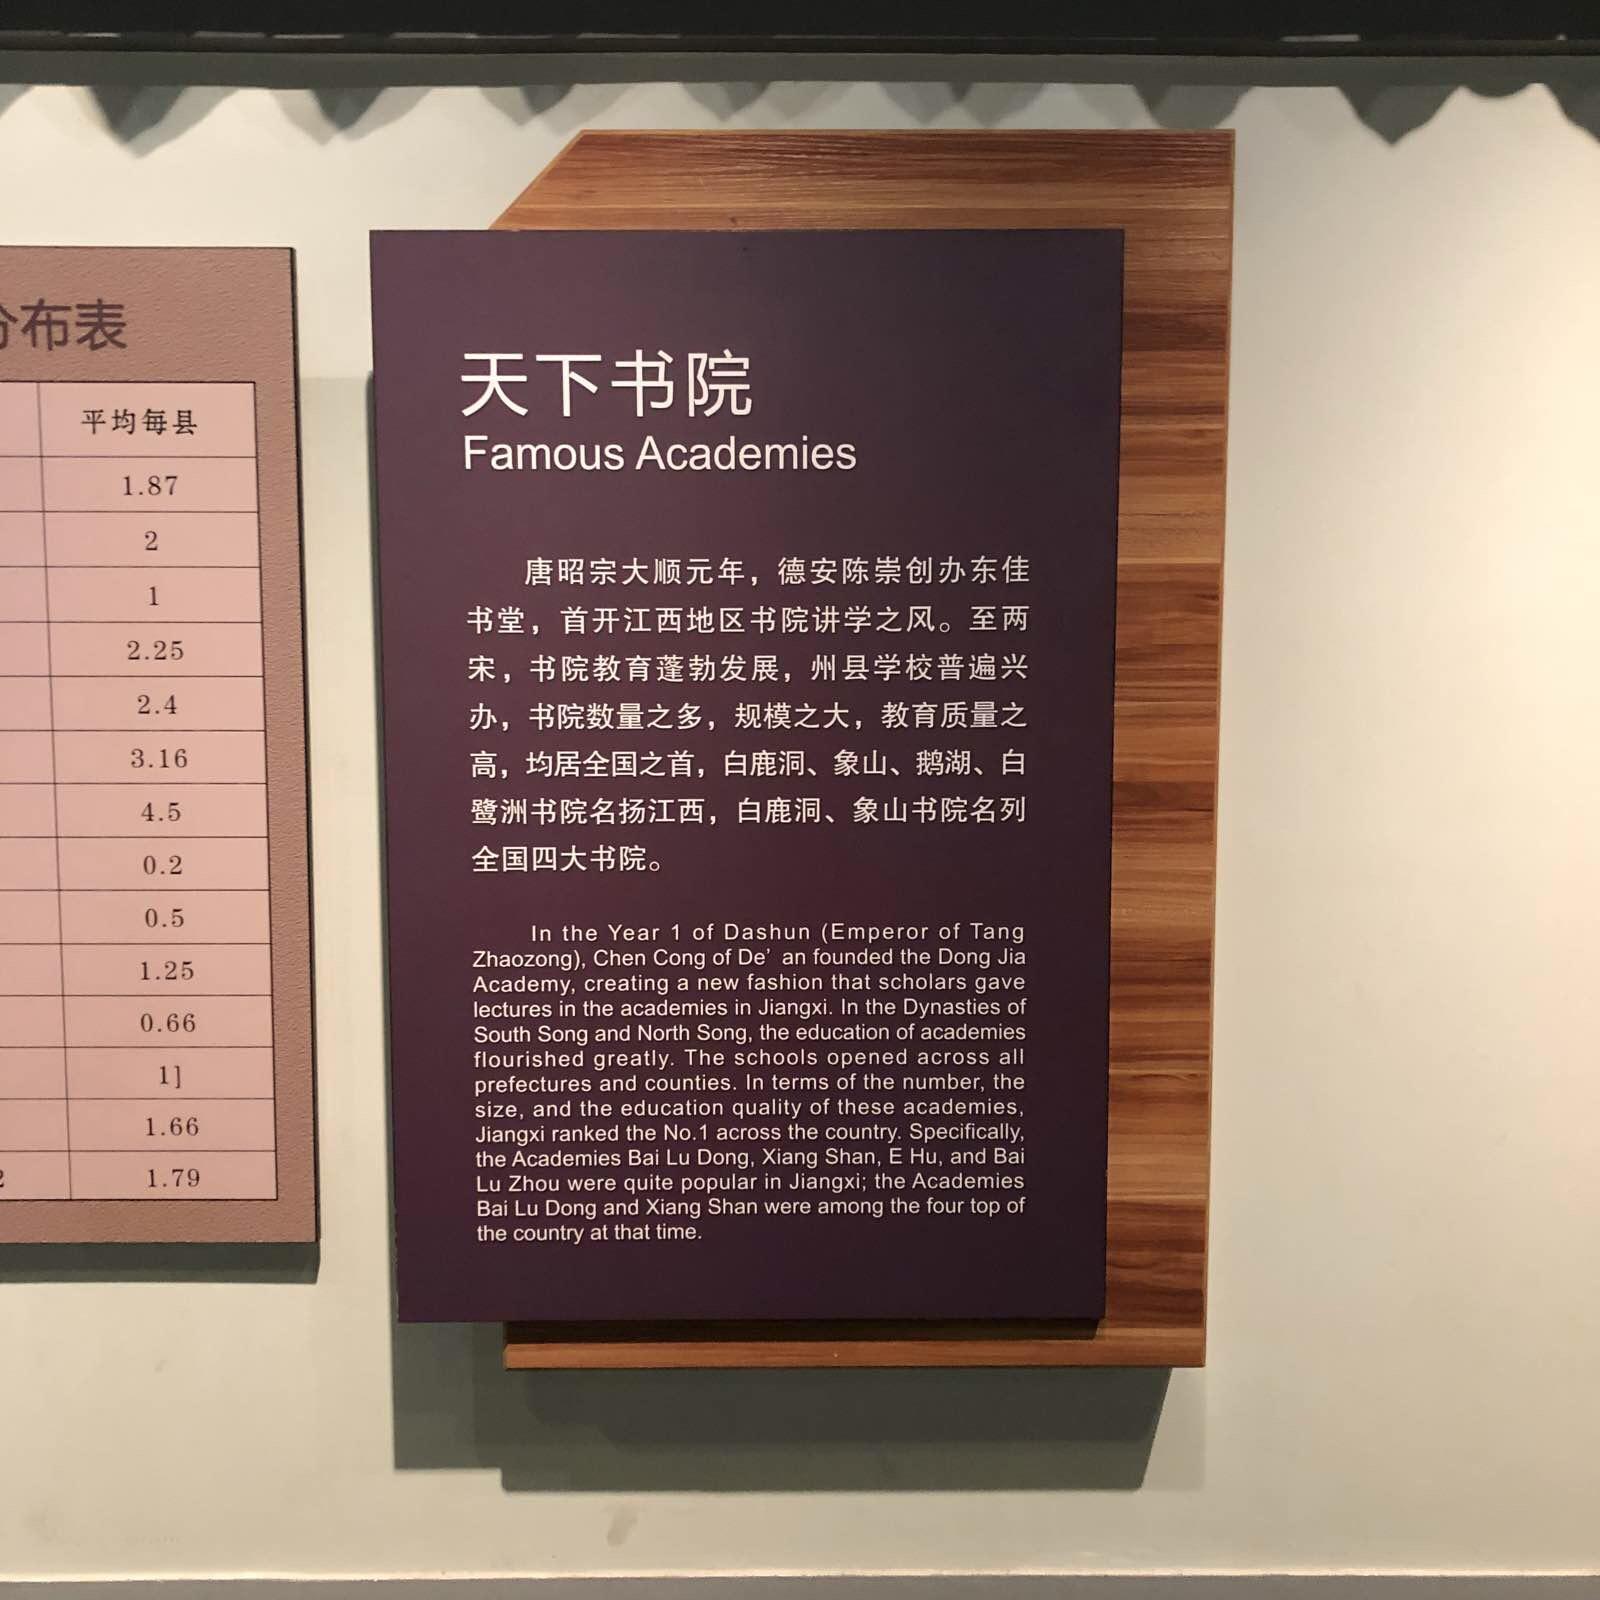 分布表
平均每县
1.87
2
1
2.25
2.4
3.16
4.5
0.2
0.5
1.25
0.66
1]
1.66
2 1.79
天下书院
Famous Academies
唐昭宗大顺元年，德安陈崇创办东佳
书堂，首开江西地区书院讲学之风。至两
宋，书院教育蓬勃发展，州县学校普遍兴
办，书院数量之多，规模之大，教育质量之
高，均居全国之首，白鹿洞、象山、鹅湖、白
鹭洲书院名扬江西，白鹿洞、象山书院名列
全国四大书院。
In the Year 1 of Dashun (Emperor of Tang
Zhaozong), Chen Cong of De’ an founded the Dong Jia
Academy, creating a new fashion that scholars gave
lectures in the academies in Jiangxi. In the Dynasties of
South Song and North Song, the education of academies
flourished greatly. The schools opened across all
prefectures and counties. In terms of the number, the
size, and the education quality of these academies,
Jiangxi ranked the No.1 across the country. Specifically,
the Academies Bai Lu Dong, Xiang Shan, E Hu, and Bai
Lu Zhou were quite popular in Jiangxi; the Academies
Bai Lu Dong and Xiang Shan were among the four top of
the country at that time.